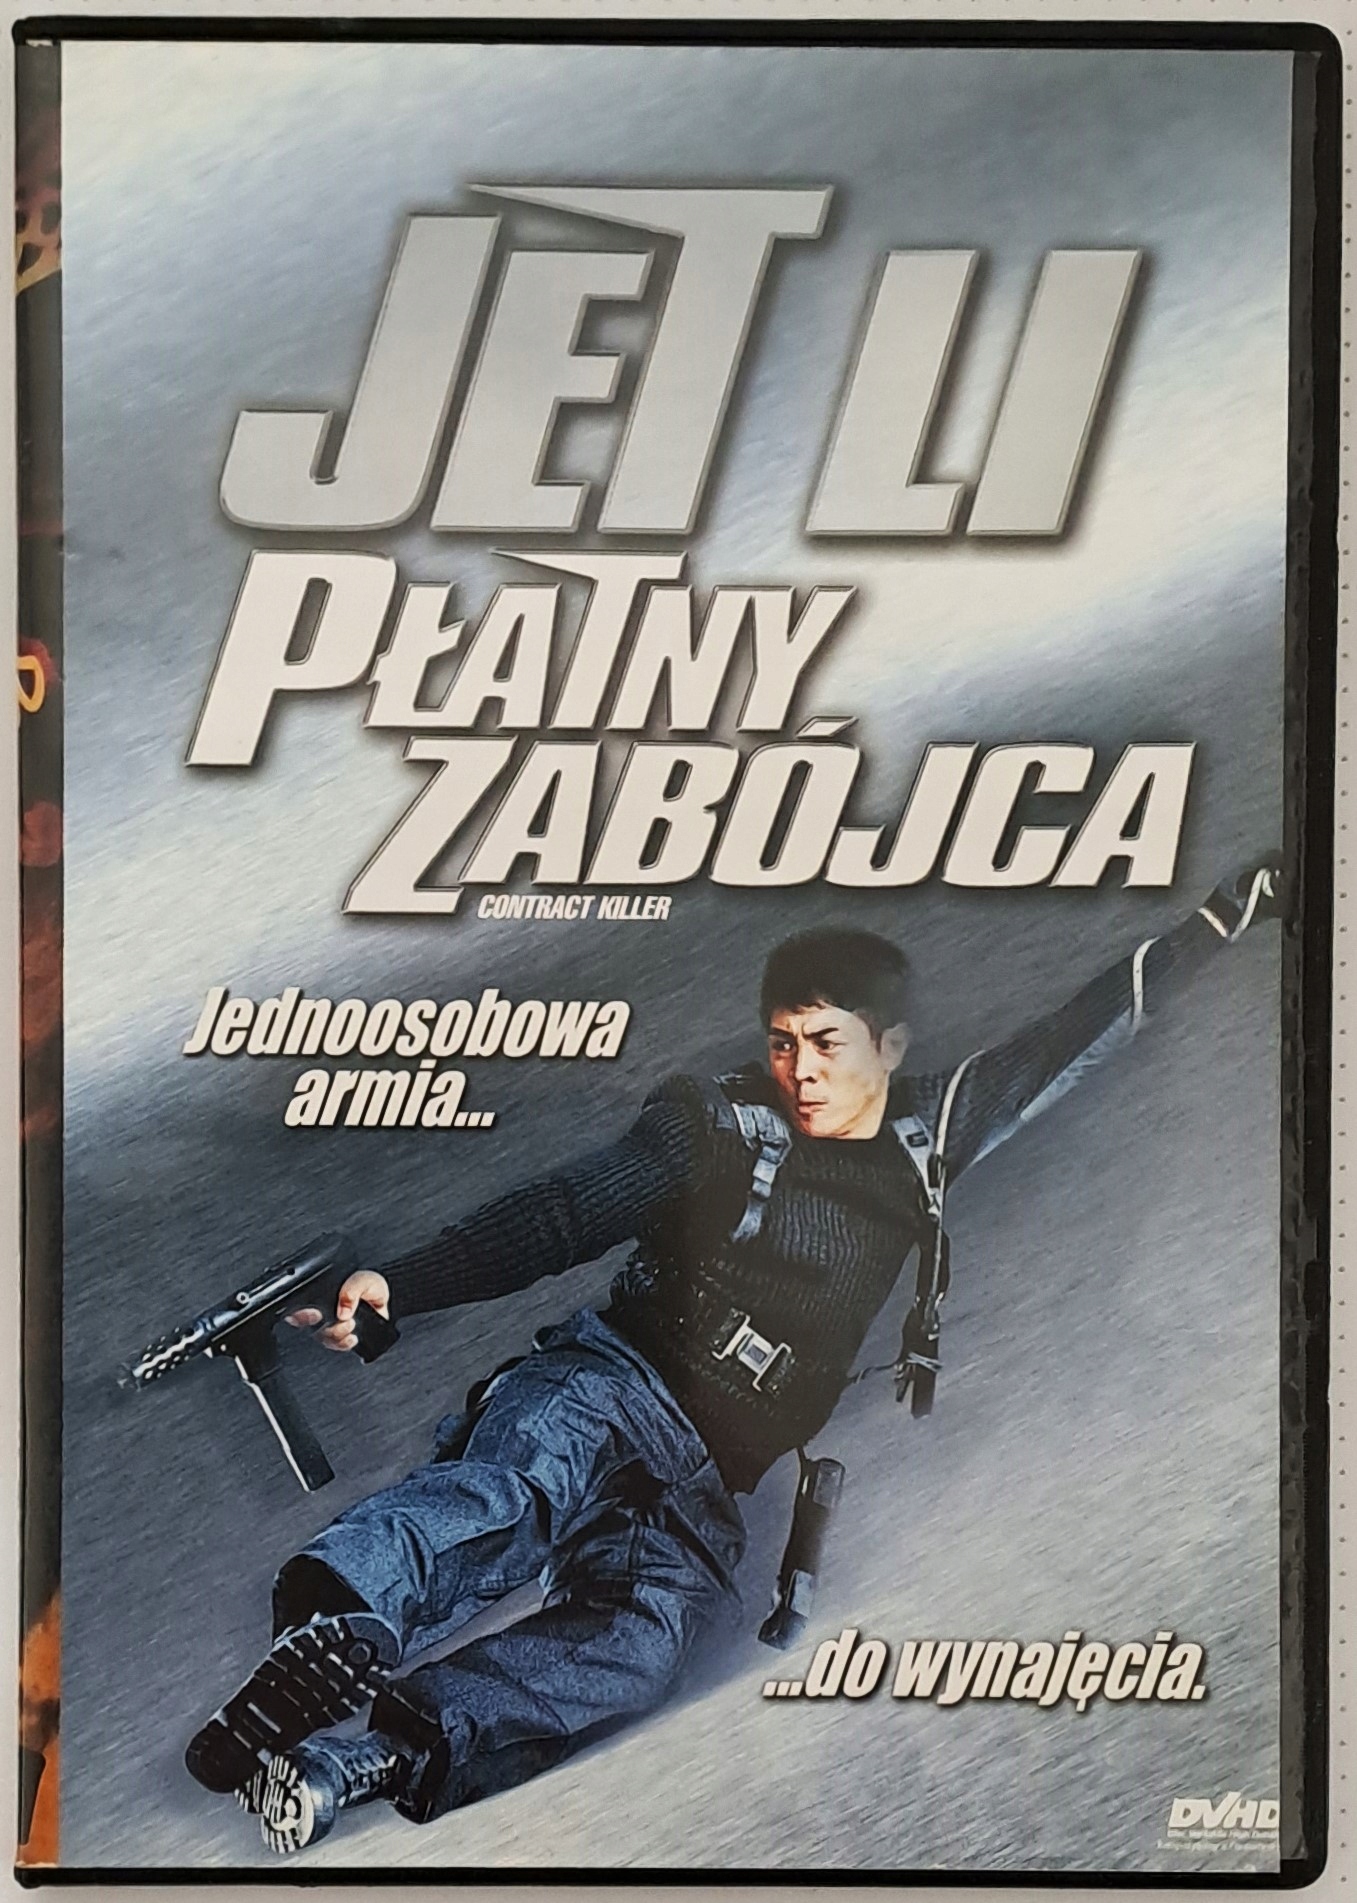 JET LI
PŁATNY
ZABÓJCA
CONTRACT KILLER
Jednoosobowa
armia...
...do wynajęcia.
DVHD